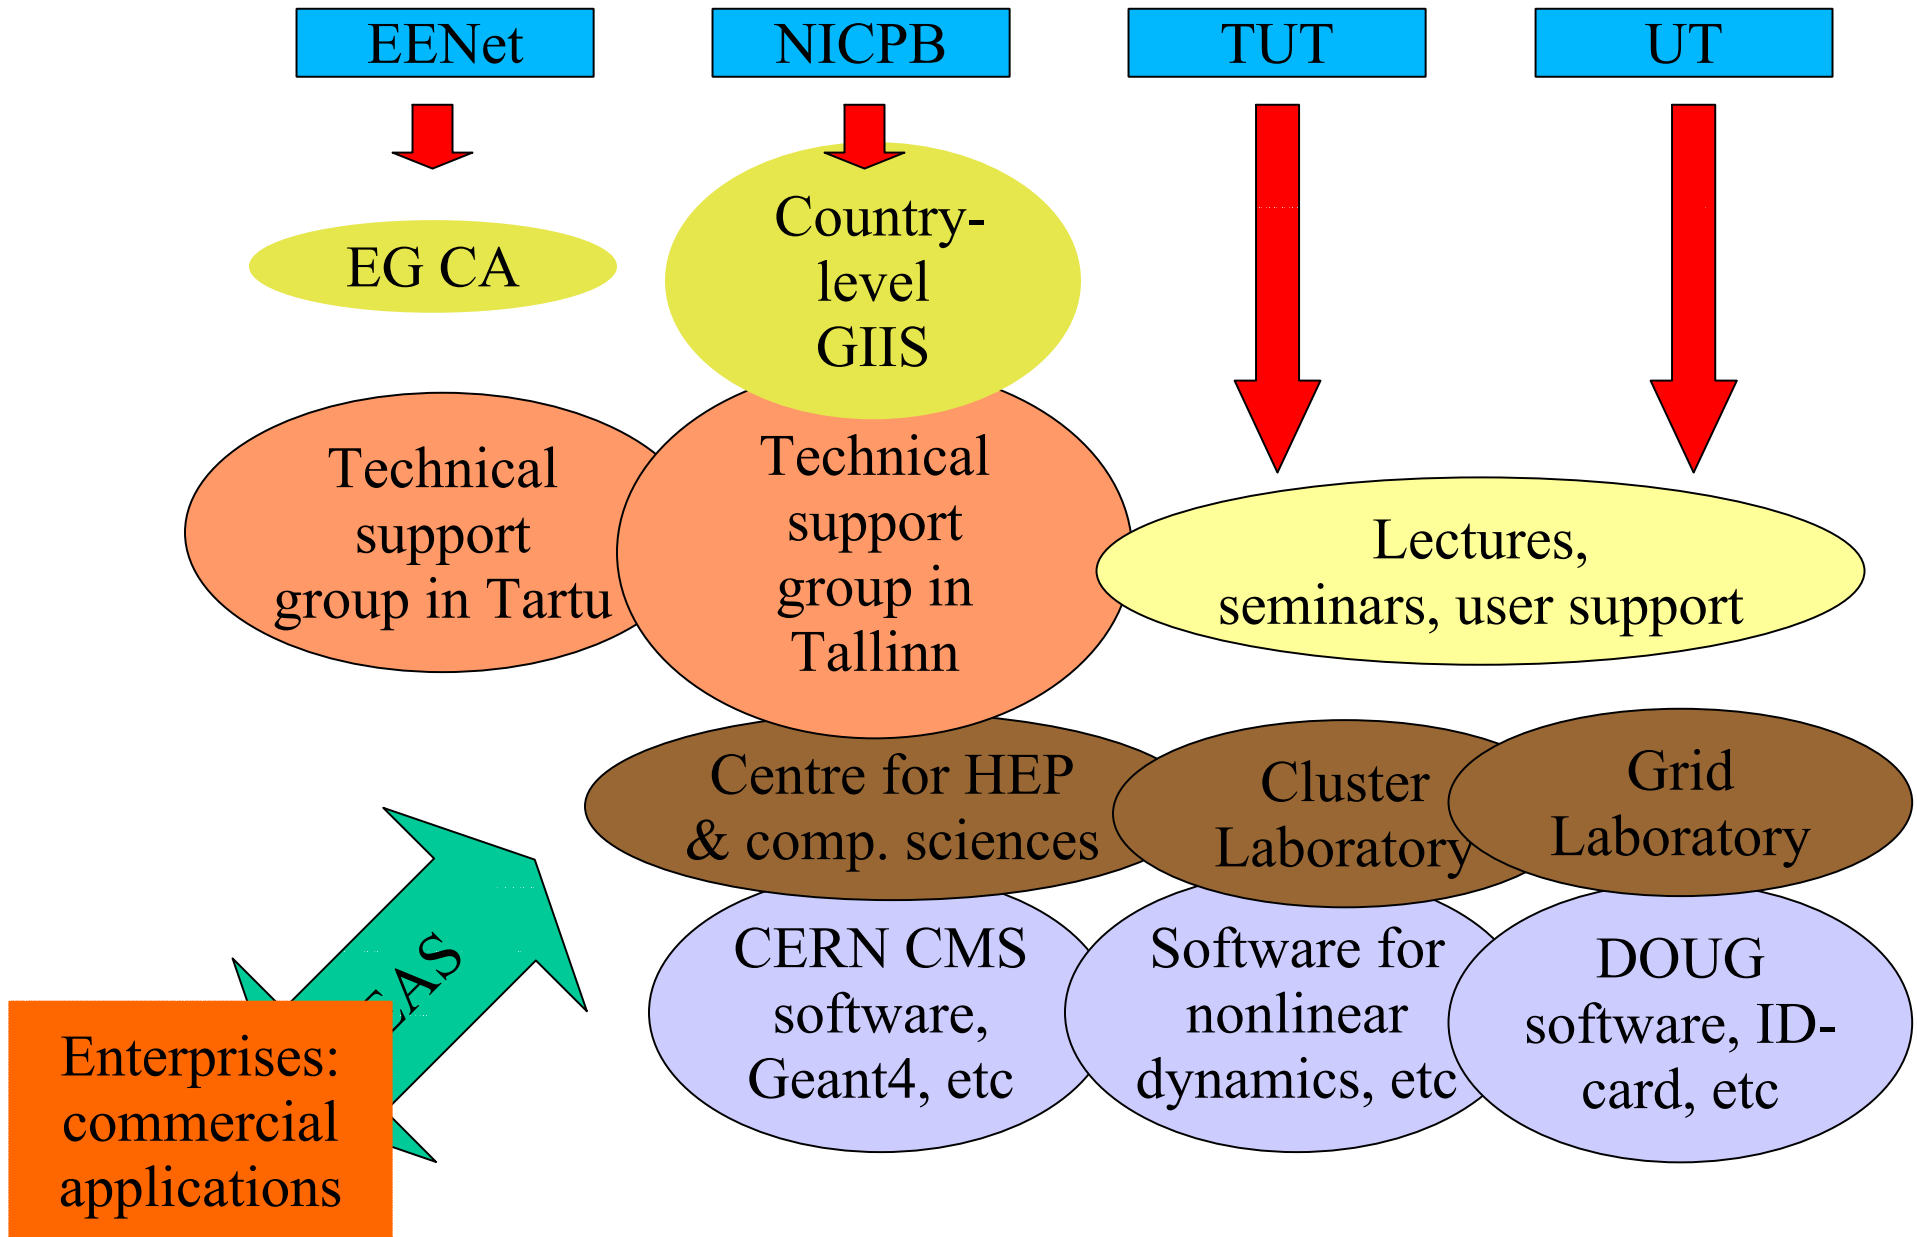 EENet
NICPB
TUT
UT
EG CA
Country-
level
GIIS
Technical
support
group in Tartu
Technical
support
group in
Tallinn
Lectures,
seminars, user support
Centre for HEP
& comp. sciences
Cluster
Laboratory
Grid
Laboratory
CERN CMS
software,
Geant4, etc
Software for
nonlinear
dynamics, etc
DOUG
software, ID-
card, etc
Enterprises:
commercial
applications